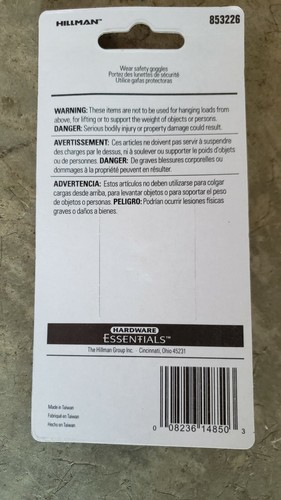 HILLMAN™ 853226
Wear safety goggles
Portez des lunettes de sécurité
Utilice gafas protectoras
WARNING: These items are not to be used for hanging loads from
above, for lifting or to support the weight of objects or persons.
DANGER: Serious bodily injury or property damage could result.
AVERTISSEMENT: Ces articles ne doivent pas servir à suspendre
des charges par le dessus, ni à soulever ou supporter le poids d'objets
ou de personnes. DANGER: De graves blessures corporelles ou
dommages à la propriété peuvent en résulter.
ADVERTENCIA: Estos artículos no deben utilizarse para colgar
cargas desde arriba, para levantar objetos o para soportar el peso
de objetos o personas. PELIGRO: Podrían ocurrir lesiones físicas
graves o daños a bienes.
HARDWARE
ESSENTIALS™
The Hillman Group Inc. · Cincinnati, Ohio 45231
Made in Taiwan
Fabriqué en Taiwan
Hecho en Taiwan
0 08236 14850 3